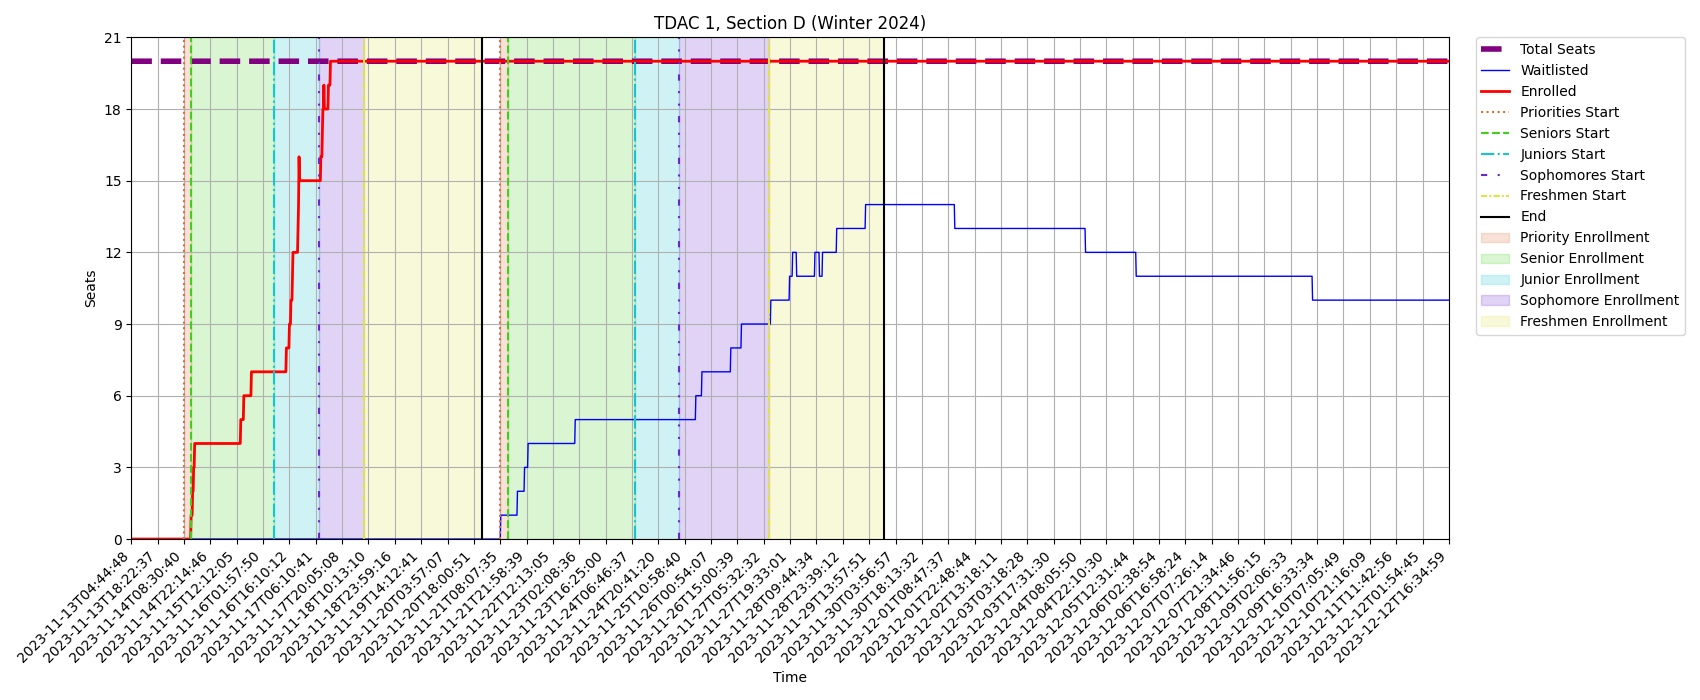 TDAC 1, Section D (Winter 2024)
21
18
15
12
9
6
3
0
Seats
2023-11-13T04:44:48
2023-11-13T18:22:37
2023-11-14T08:30:40
2023-11-14T22:14:46
2023-11-15T12:12:05
2023-11-16T01:57:50
2023-11-16T16:10:12
2023-11-17T06:10:41
2023-11-17T20:05:08
2023-11-18T10:13:10
2023-11-18T23:59:16
2023-11-19T14:12:41
2023-11-20T03:57:07
2023-11-20T18:00:51
2023-11-21T08:07:35
2023-11-21T21:58:39
2023-11-22T12:13:05
2023-11-23T02:08:36
2023-11-23T16:25:00
2023-11-24T06:46:37
2023-11-24T20:41:20
2023-11-25T10:58:40
2023-11-26T00:54:07
2023-11-26T15:00:39
2023-11-27T05:32:32
2023-11-27T19:33:01
2023-11-28T09:44:34
2023-11-28T23:39:12
2023-11-29T13:57:51
2023-11-30T03:56:57
2023-11-30T18:13:32
2023-12-01T08:47:37
2023-12-01T22:48:44
2023-12-02T13:18:11
2023-12-03T03:18:28
2023-12-03T17:31:30
2023-12-04T08:05:50
2023-12-04T22:10:30
2023-12-05T12:31:44
2023-12-06T02:38:54
2023-12-06T16:58:24
2023-12-07T07:26:14
2023-12-07T21:34:46
2023-12-08T11:56:15
2023-12-09T02:06:33
2023-12-09T16:33:34
2023-12-10T07:05:49
2023-12-10T21:16:09
2023-12-11T11:42:56
2023-12-12T01:54:45
2023-12-12T16:34:59
Time
Total Seats
Waitlisted
Enrolled
Priorities Start
Seniors Start
Juniors Start
Sophomores Start
Freshmen Start
End
Priority Enrollment
Senior Enrollment
Junior Enrollment
Sophomore Enrollment
Freshmen Enrollment